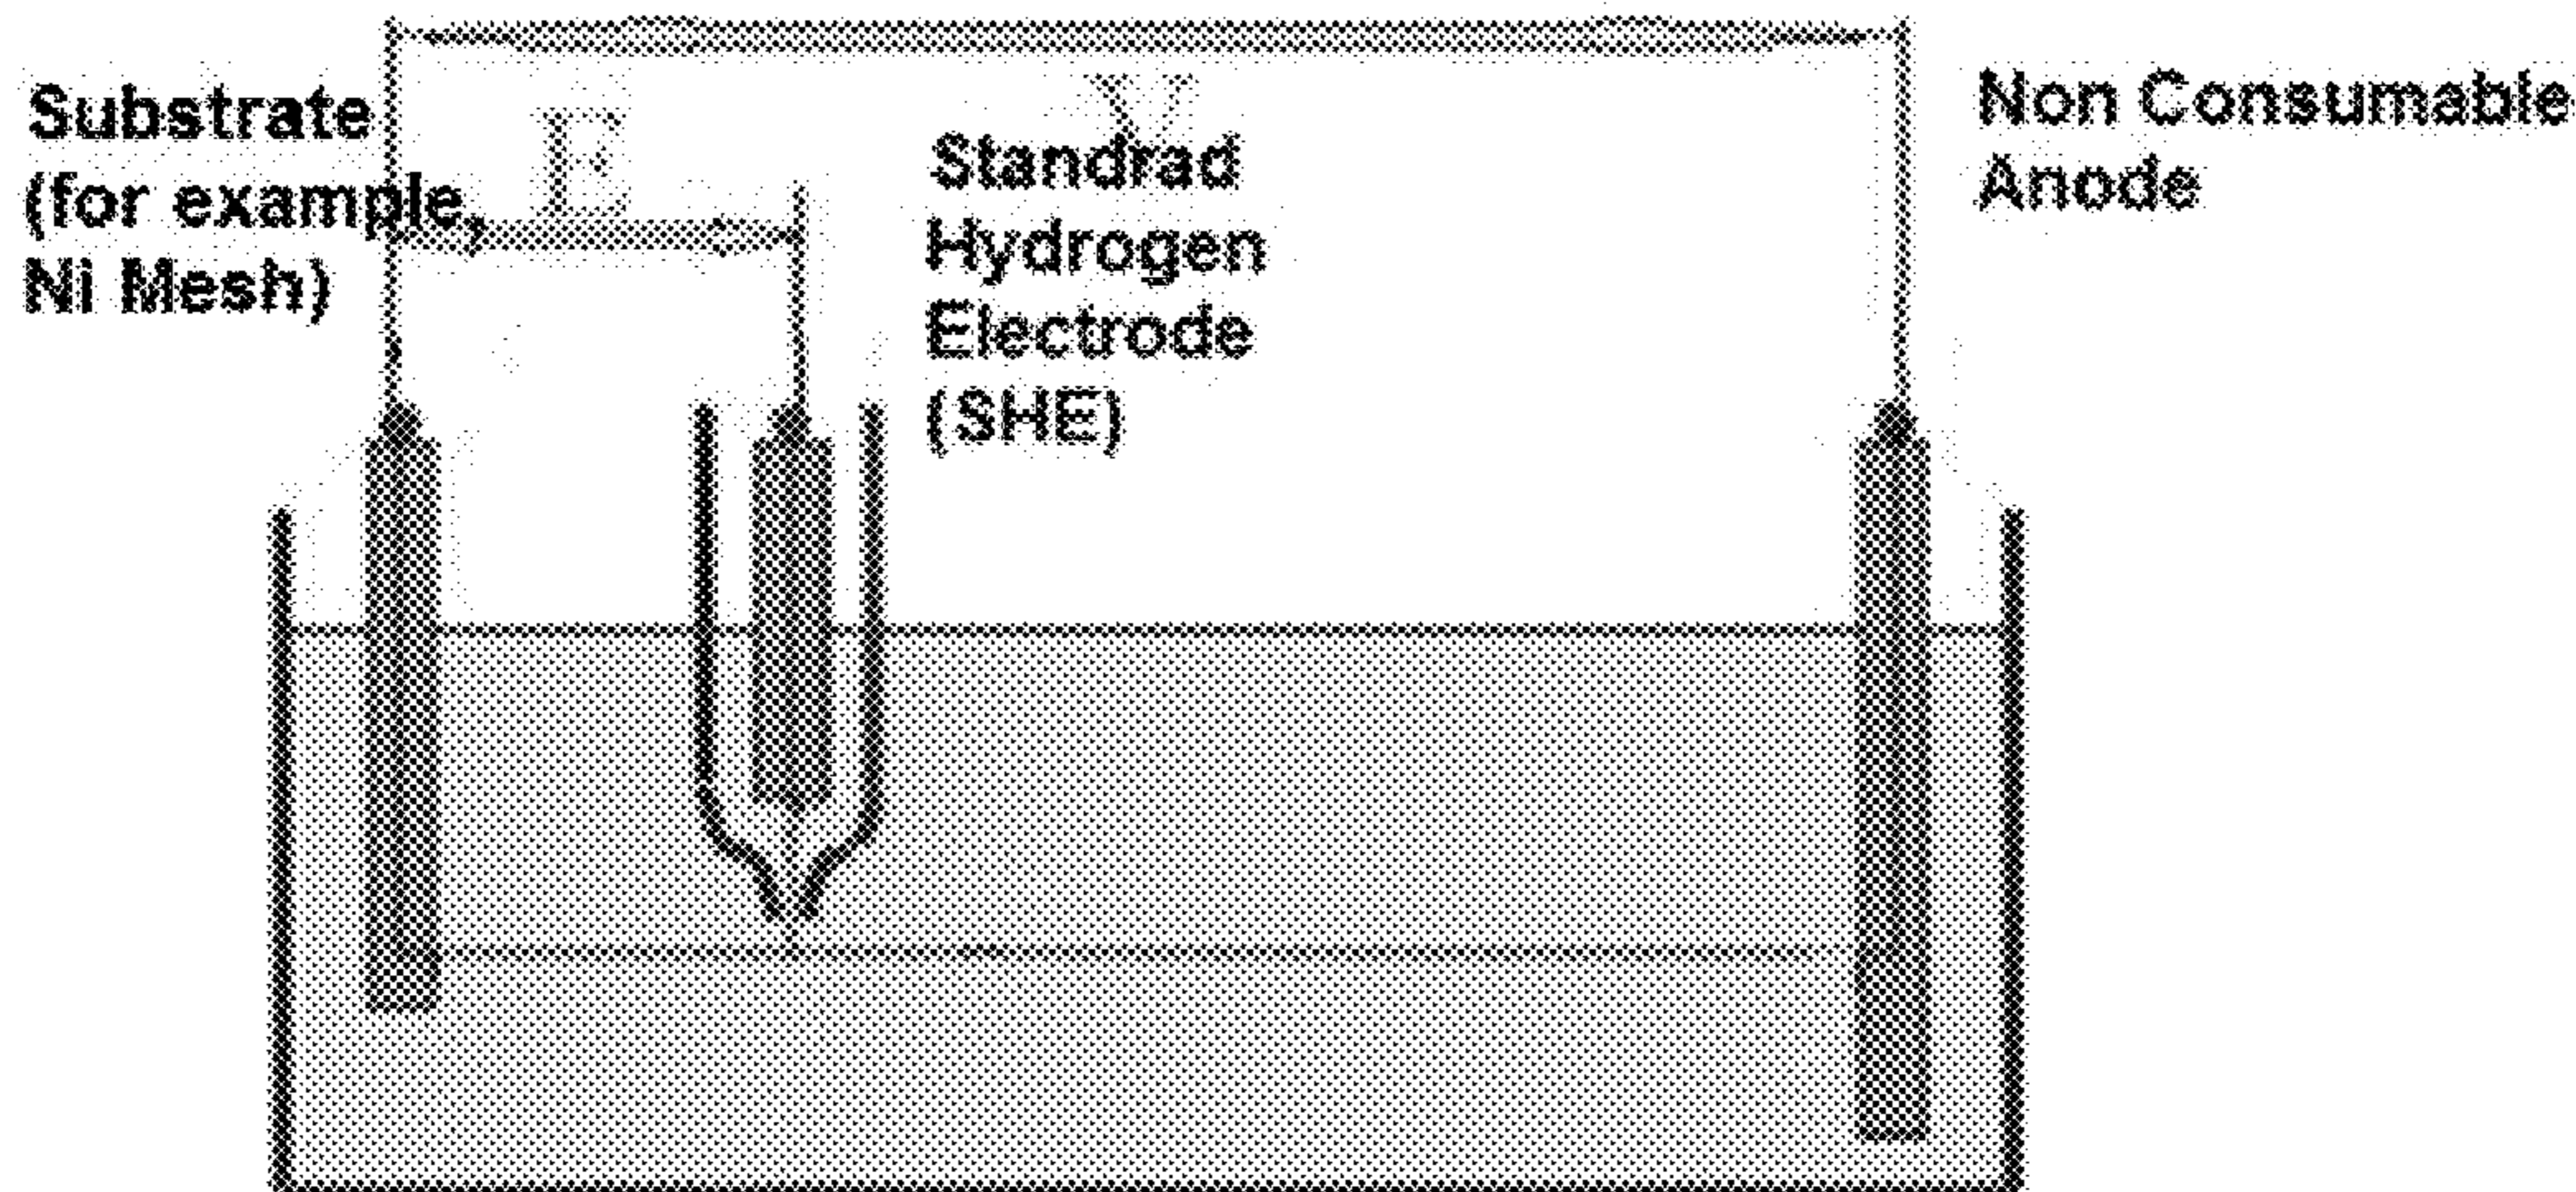 Substrate
(for example,
Ni Mesh)
E
V
Standrad
Hydrogen
Electrode
(SHE)
Non Consumable
Anode